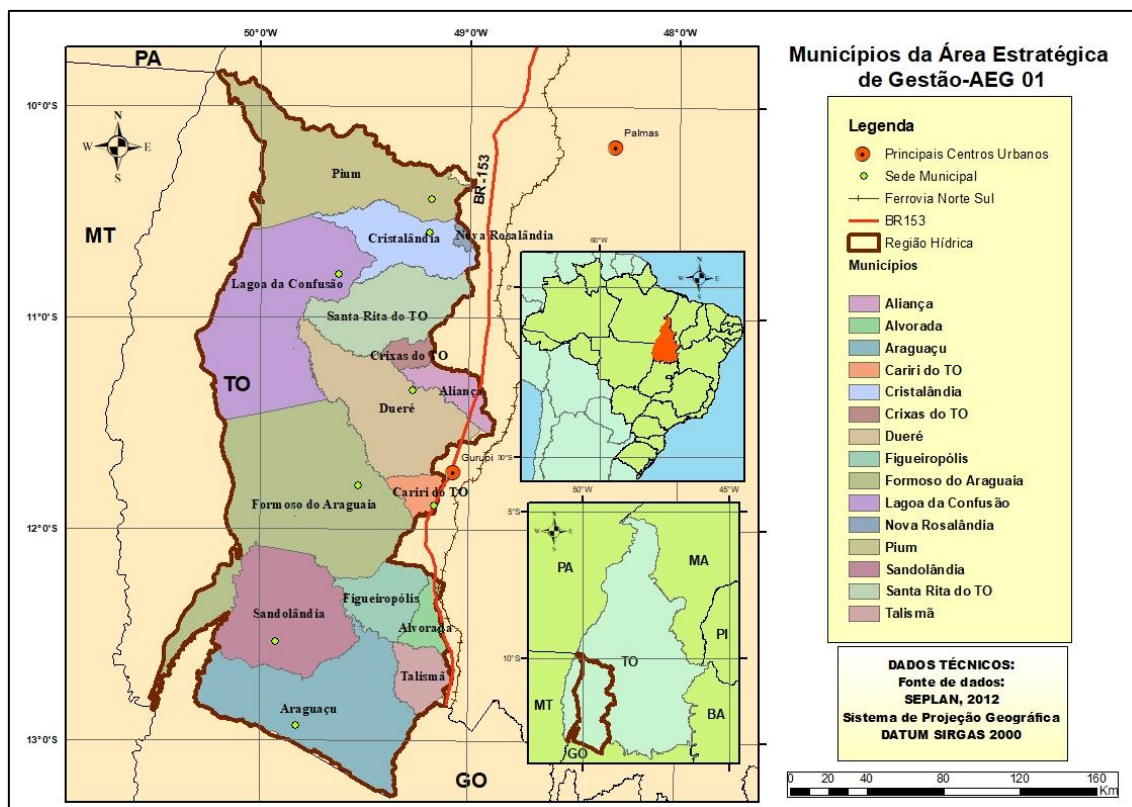 Municípios da Área Estratégica
de Gestão-AEG 01
50°0'W
49°0'W
48°0'W
PA
10°0'S
N
W E
S
Palmas
Pium
BR -153
MT
Cristalândia
Nova Rosalândia
Lagoa da Confusão
11°0'S
Santa Rita do TO
Crixas do TO
TO
Aliança
Dueré
Gurupi
Cariri do TO
Formoso do Araguaia
12°0'S
Figueirópolis
Sandolândia
Alvorada
Talismã
Araguaçu
13°0'S
GO
60°0'W
N
W E
S
0°
30°S
50°0'W
45°0'W
5°S
N
W E
S
PA
MA
PI
10°S
TO
MT
BA
GO
Legenda
Principais Centros Urbanos
Sede Municipal
Ferrovia Norte Sul
BR153
Região Hídrica
Municípios
Aliança
Alvorada
Araguaçu
Cariri do TO
Cristalândia
Crixas do TO
Dueré
Figueirópolis
Formoso do Araguaia
Lagoa da Confusão
Nova Rosalândia
Pium
Sandolândia
Santa Rita do TO
Talismã
DADOS TÉCNICOS:
Fonte de dados:
SEPLAN, 2012
Sistema de Projeção Geográfica
DATUM SIRGAS 2000
0 10 20 40 60 80 120 160
Km